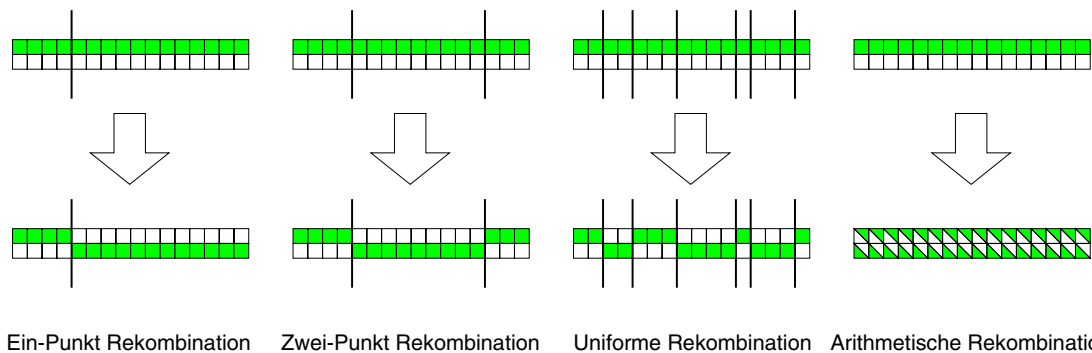 Ein-Punkt Rekombination
Zwei-Punkt Rekombination
Uniforme Rekombination
Arithmetische Rekombinatio